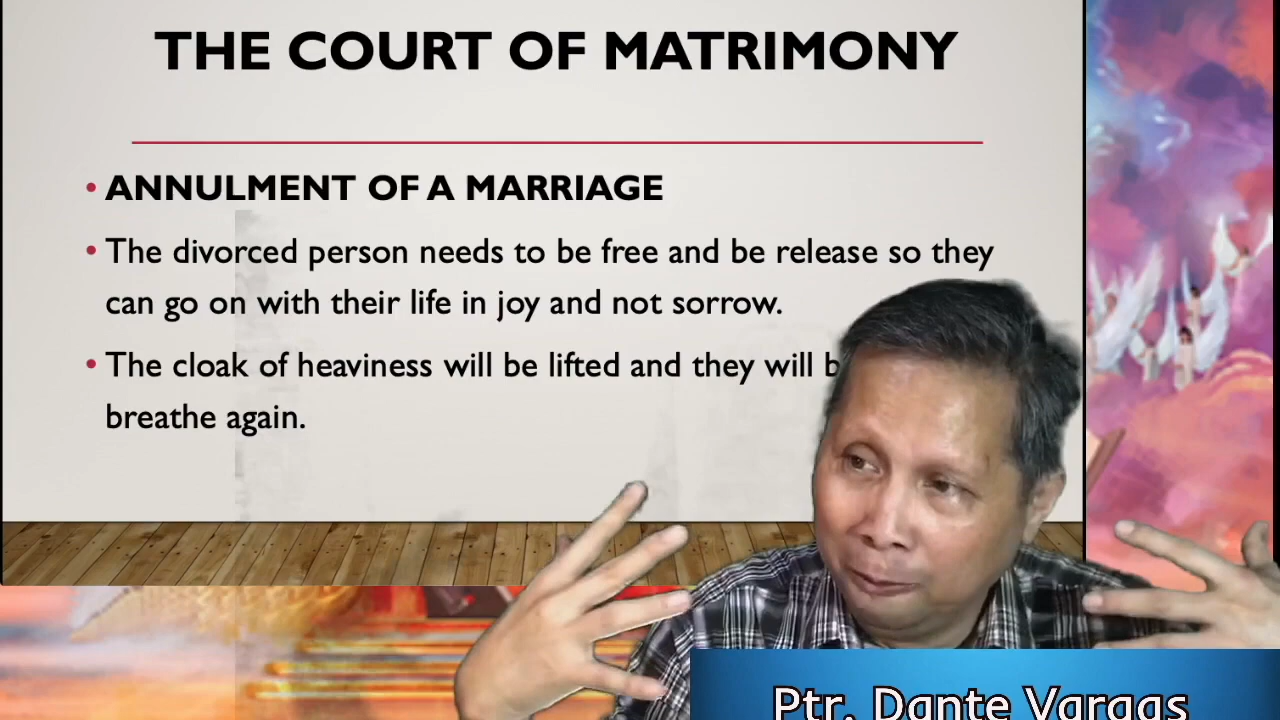 THE COURT OF MATRIMONY
• ANNULMENT OF A MARRIAGE
• The divorced person needs to be free and be release so they
can go on with their life in joy and not sorrow.
• The cloak of heaviness will be lifted and they will
breathe again.
Ptr. Dante Vargas